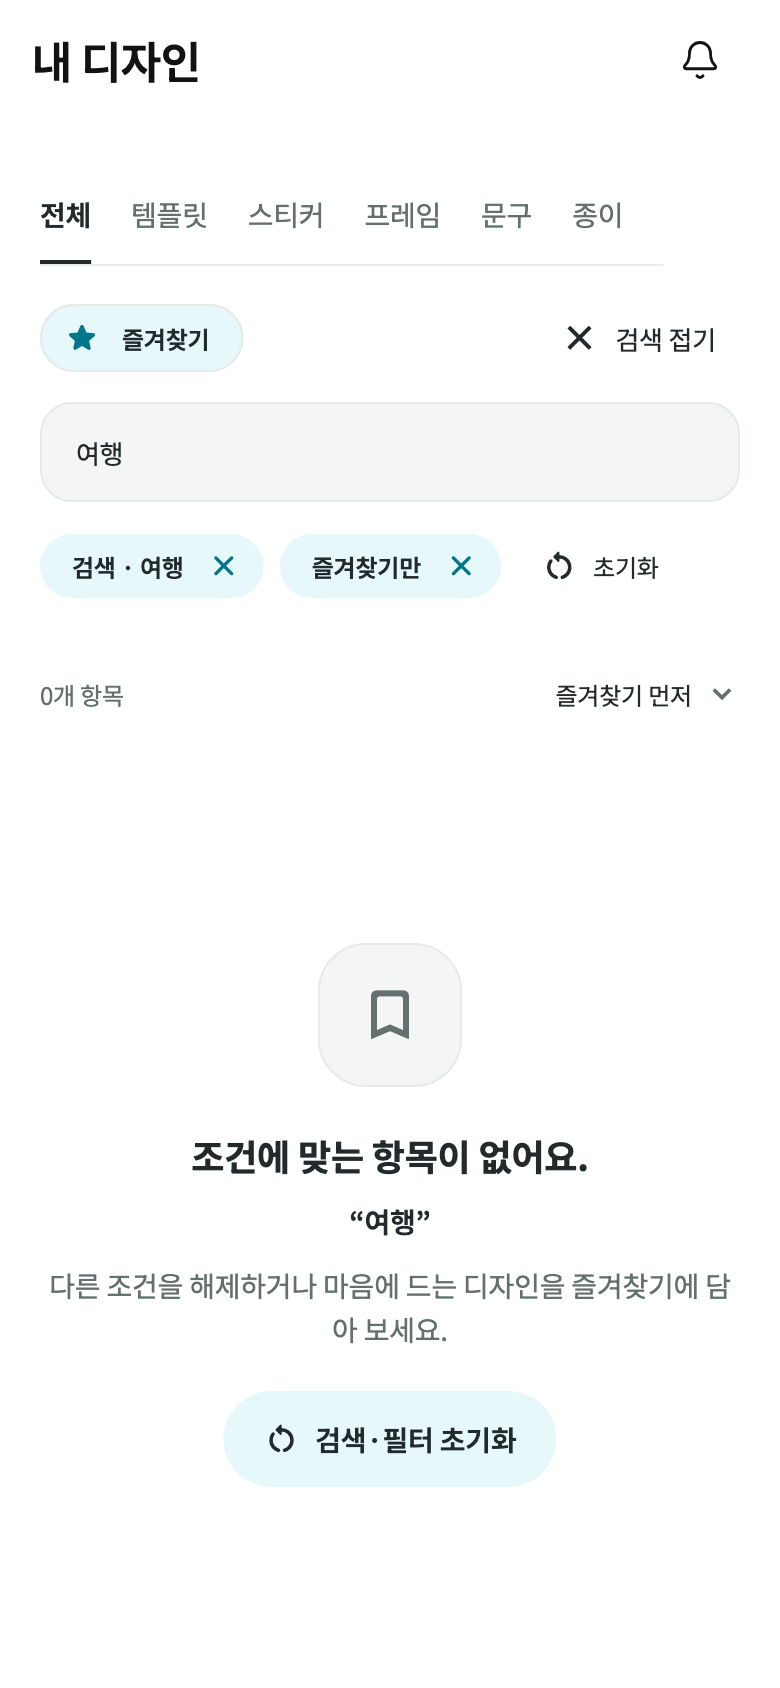 내 디자인
전체 템플릿 스티커 프레임 문구 종이
즐겨찾기 검색 접기
여행
검색 · 여행 즐겨찾기만 초기화
0개 항목 즐겨찾기 먼저
조건에 맞는 항목이 없어요.
“여행”
다른 조건을 해제하거나 마음에 드는 디자인을 즐겨찾기에 담
아 보세요.
검색·필터 초기화